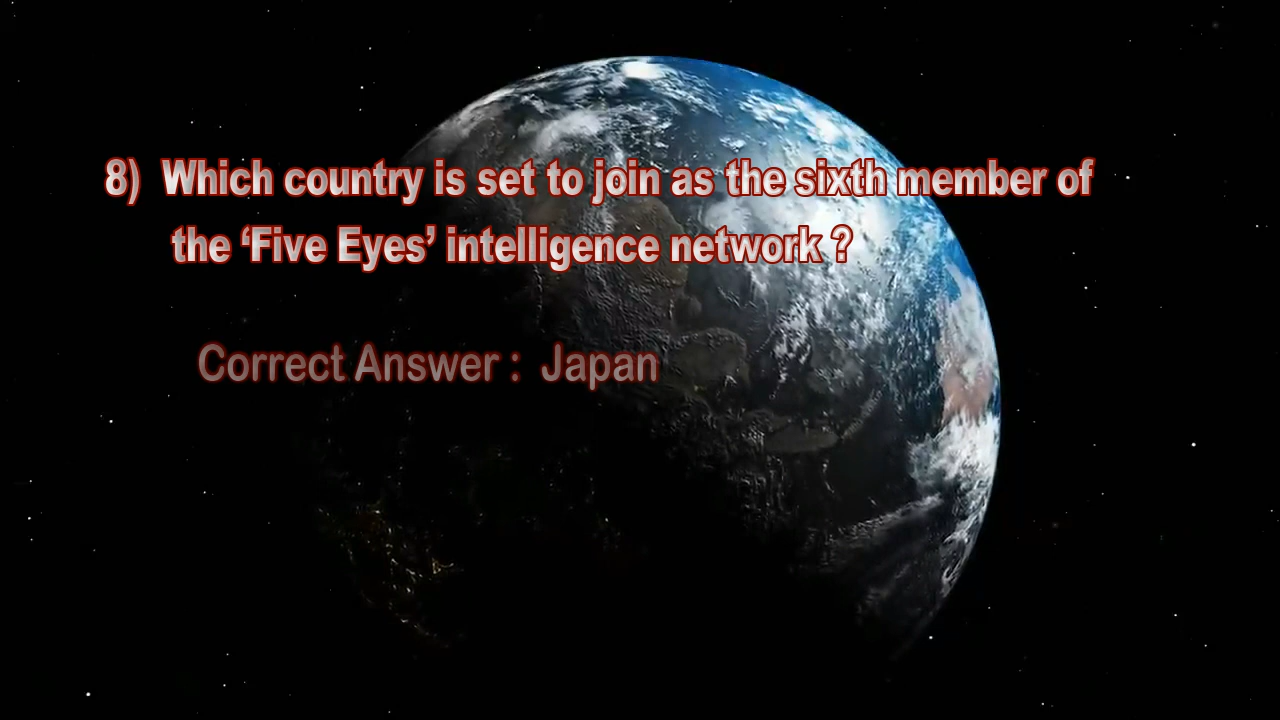 8) Which country is set to join as the sixth member of
the ‘Five Eyes’ intelligence network ?
Correct Answer : Japan